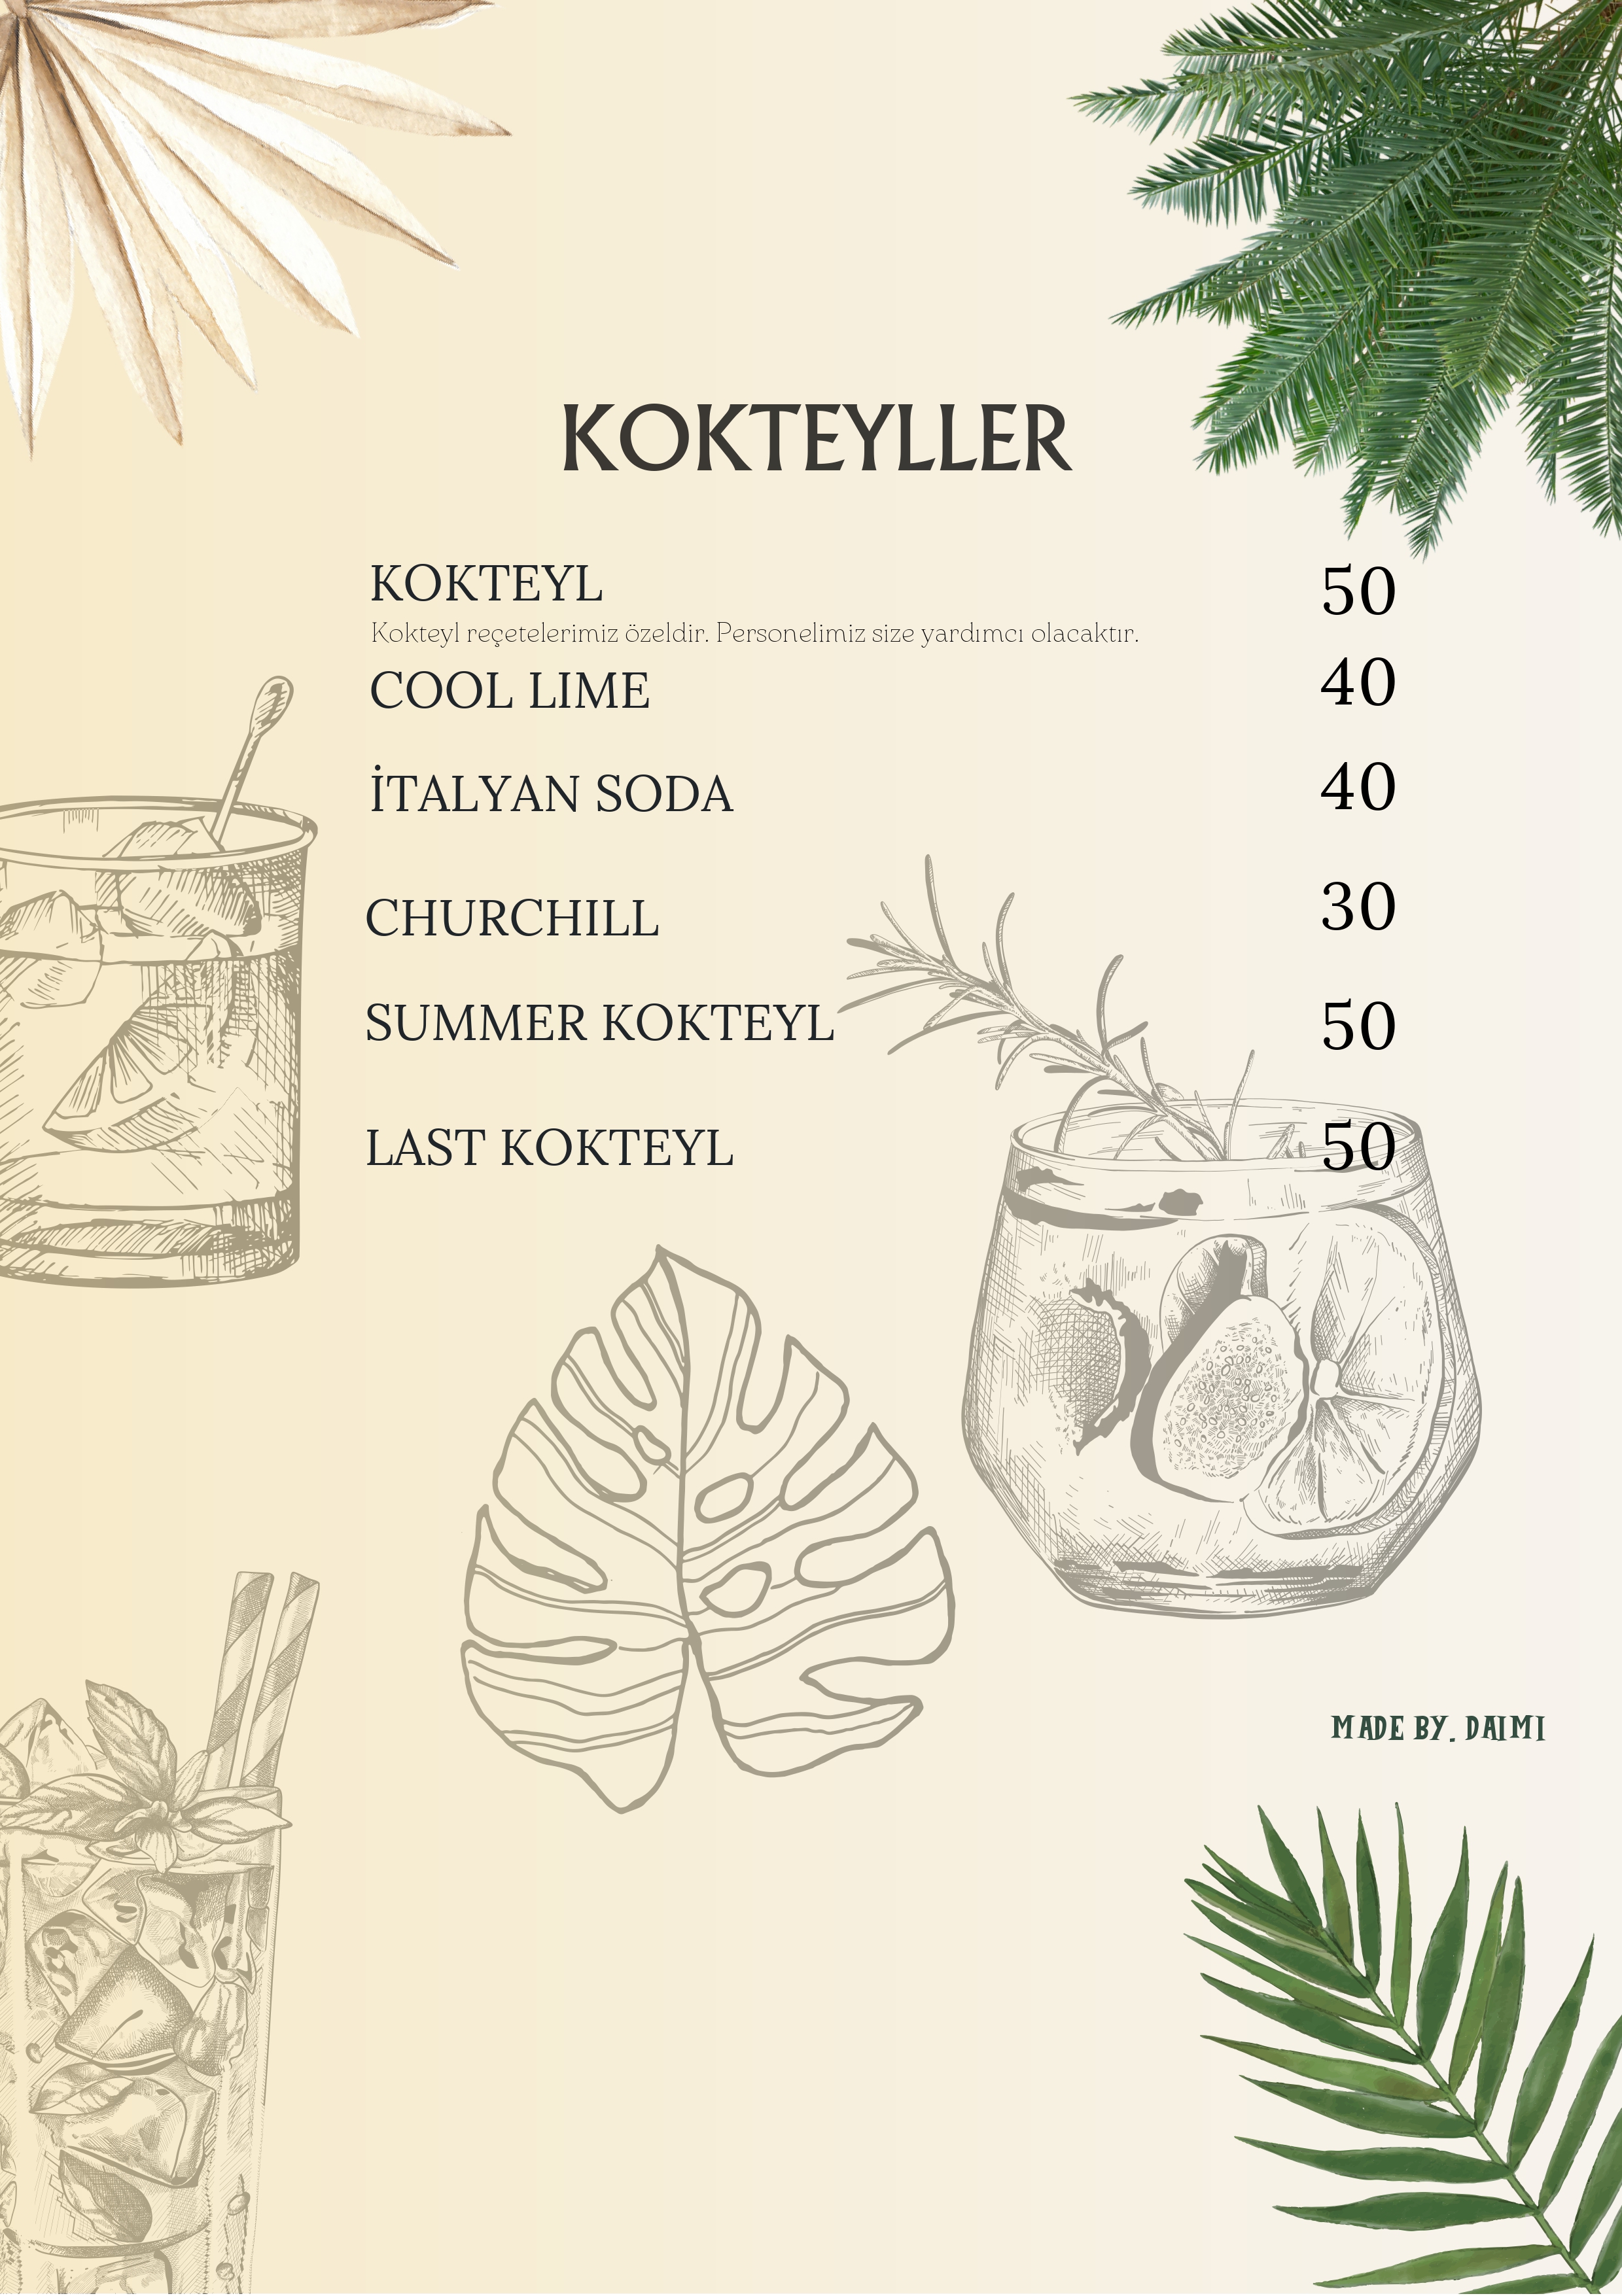 KOKTEYLLER
KOKTEYL 50
Kokteyl reçetelerimiz özeldir. Personelimiz size yardımcı olacaktır.
COOL LIME 40
İTALYAN SODA 40
CHURCHILL 30
SUMMER KOKTEYL 50
LAST KOKTEYL 50
MADE BY. DAIMI